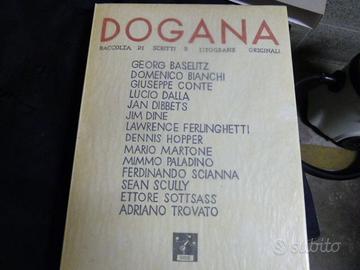 DOGANA
RACCOLTA DI SCRITTI E LITOGRAFIE ORIGINALI
GEORG BASELITZ
DOMENICO BIANCHI
GIUSEPPE CONTE
LUCIO DALLA
JAN DIBBETS
JIM DINE
LAWRENCE FERLINGHETTI
DENNIS HOPPER
MARIO MARTONE
MIMMO PALADINO
FERDINANDO SCIANNA
SEAN SCULLY
ETTORE SOTTSASS
ADRIANO TROVATO
subito